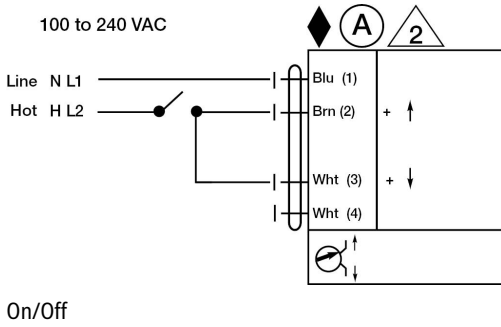 100 to 240 VAC
A
2
Line N L1
Blu (1)
Hot H L2
Brn (2) +
Wht (3) +
Wht (4)
On/Off